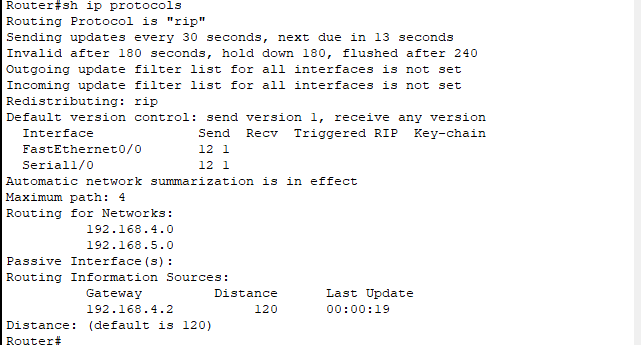 Router#sh ip protocols
Routing Protocol is "rip"
Sending updates every 30 seconds, next due in 13 seconds
Invalid after 180 seconds, hold down 180, flushed after 240
Outgoing update filter list for all interfaces is not set
Incoming update filter list for all interfaces is not set
Redistributing: rip
Default version control: send version 1, receive any version
  Interface             Send  Recv  Triggered RIP  Key-chain
  FastEthernet0/0       12 1
  Serial1/0             12 1
Automatic network summarization is in effect
Maximum path: 4
Routing for Networks:
          192.168.4.0
          192.168.5.0
Passive Interface(s):
Routing Information Sources:
          Gateway         Distance      Last Update
          192.168.4.2          120      00:00:19
Distance: (default is 120)
Router#